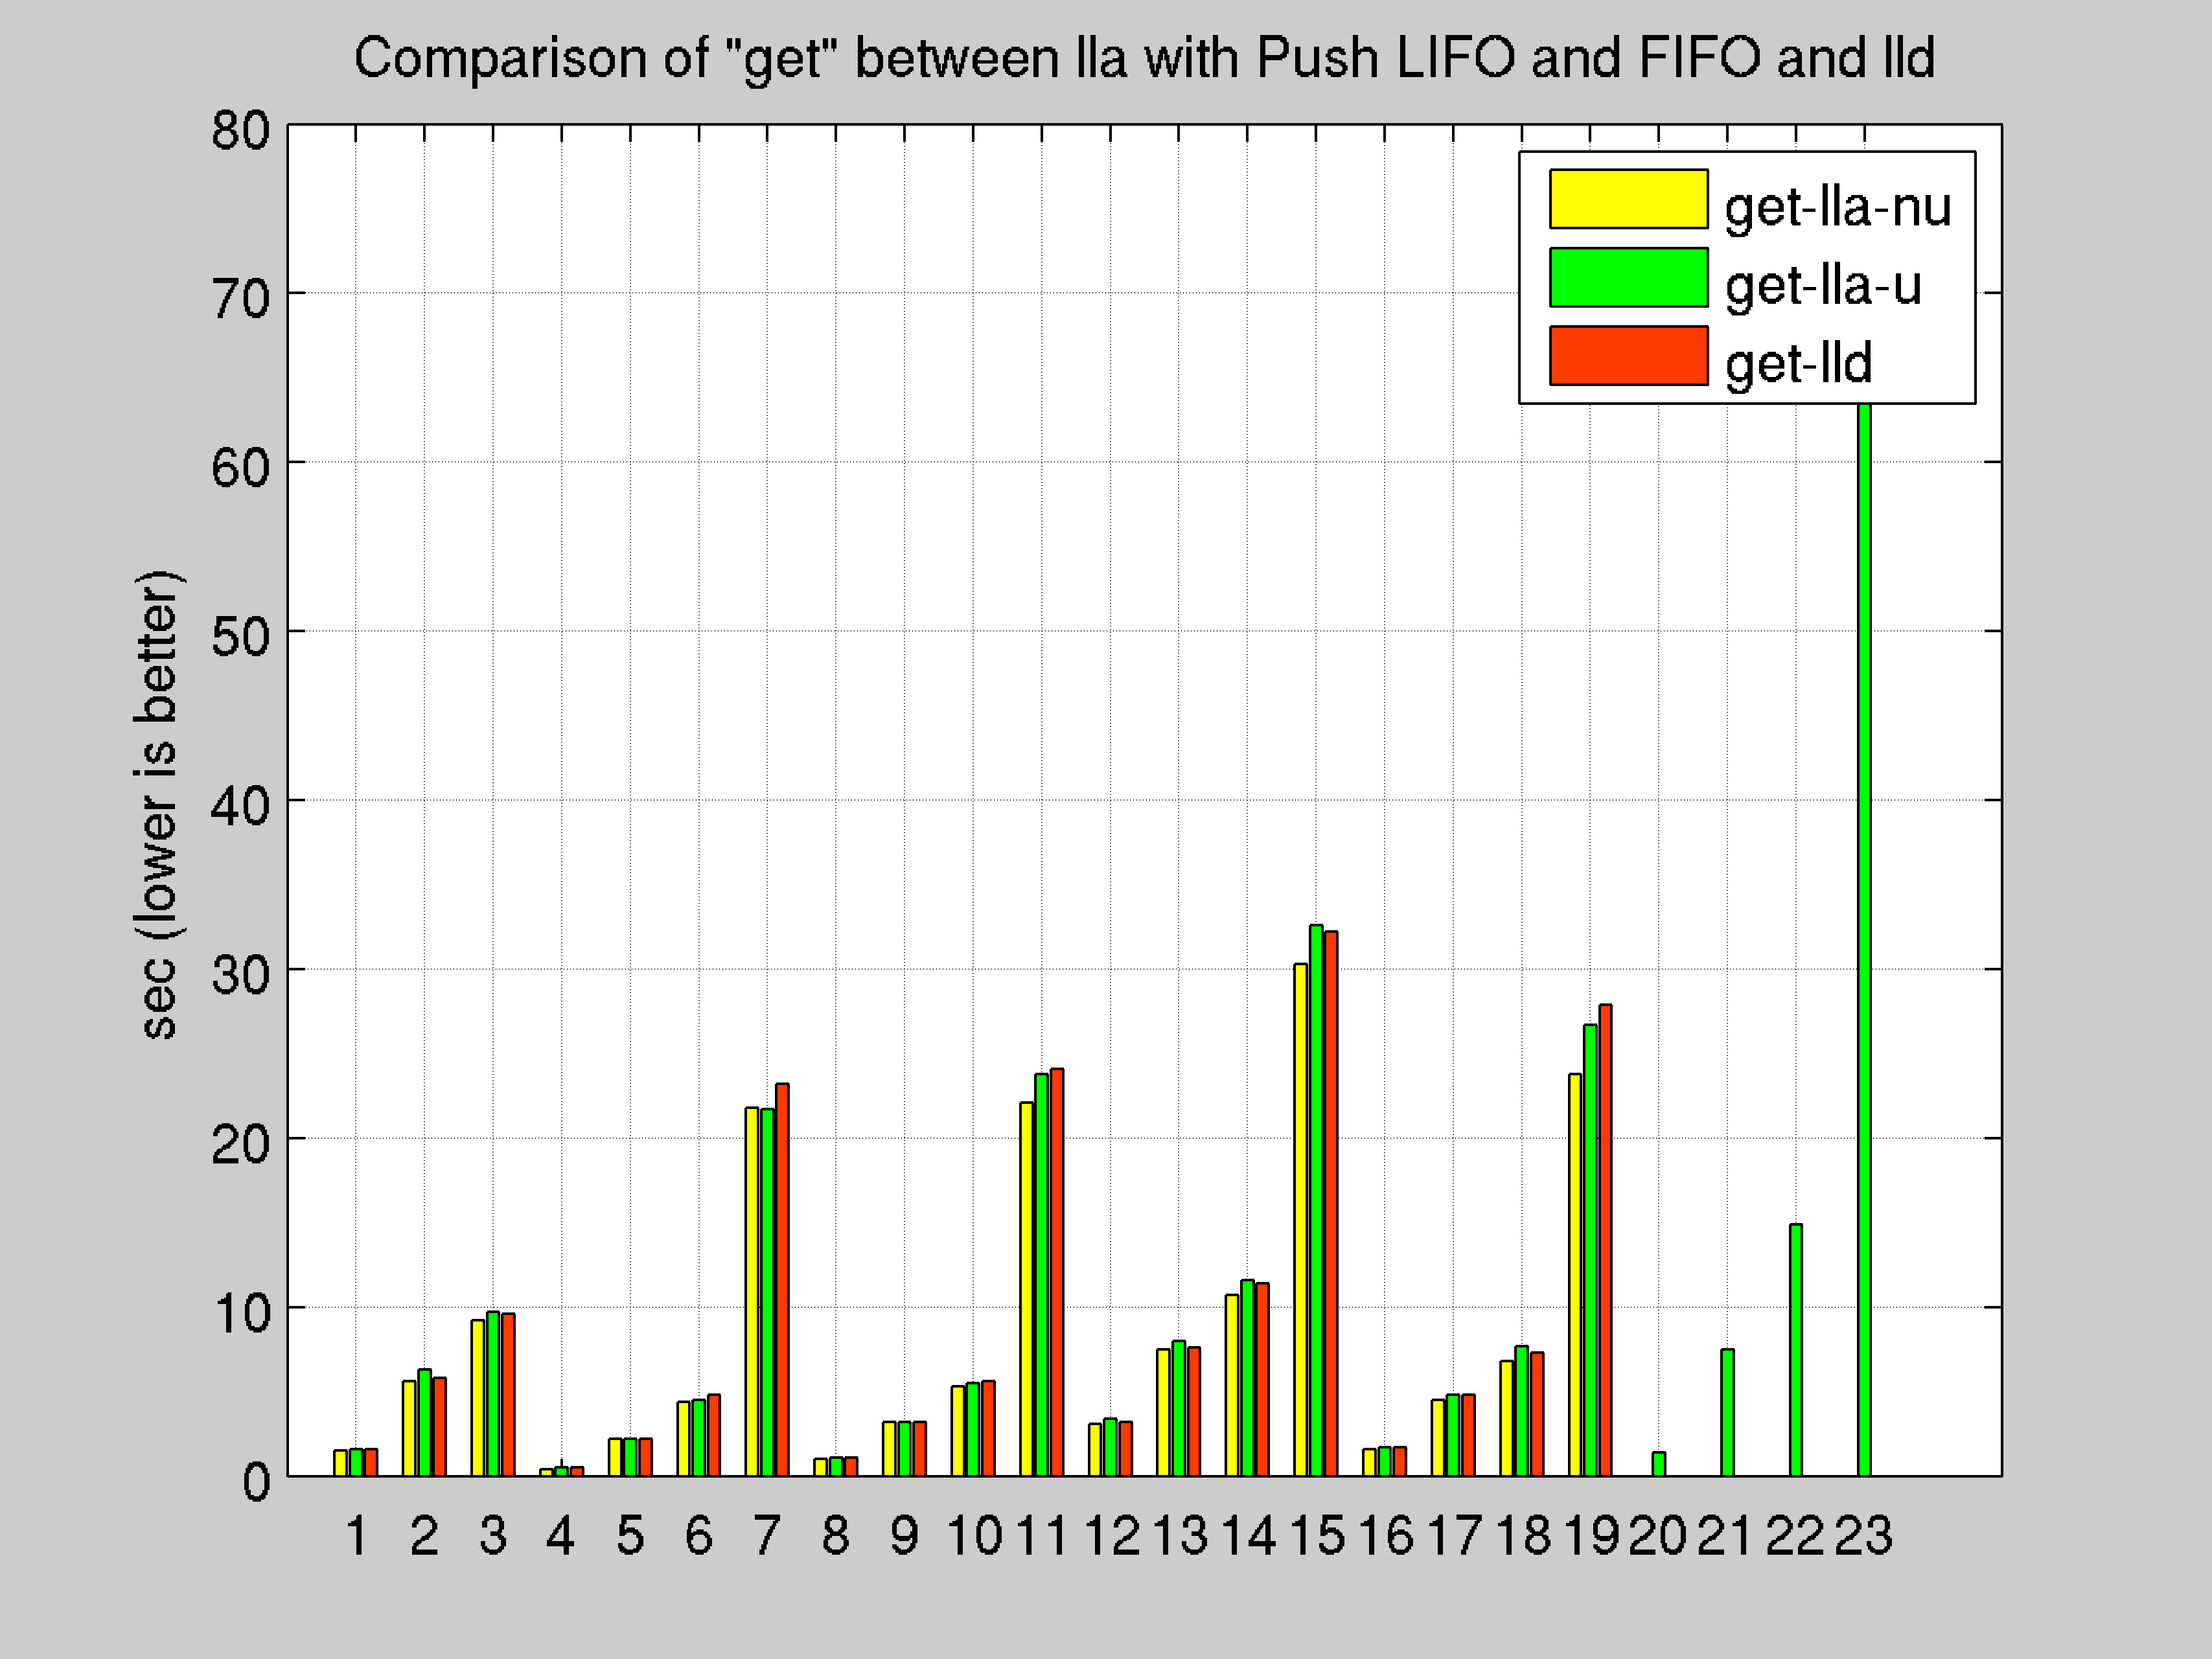 Comparison of "get" between lla with Push LIFO and FIFO and lld
80
70
60
50
40
30
20
10
0
sec (lower is better)
get-lla-nu
get-lla-u
get-lld
1 2 3 4 5 6 7 8 9 10 11 12 13 14 15 16 17 18 19 20 21 22 23